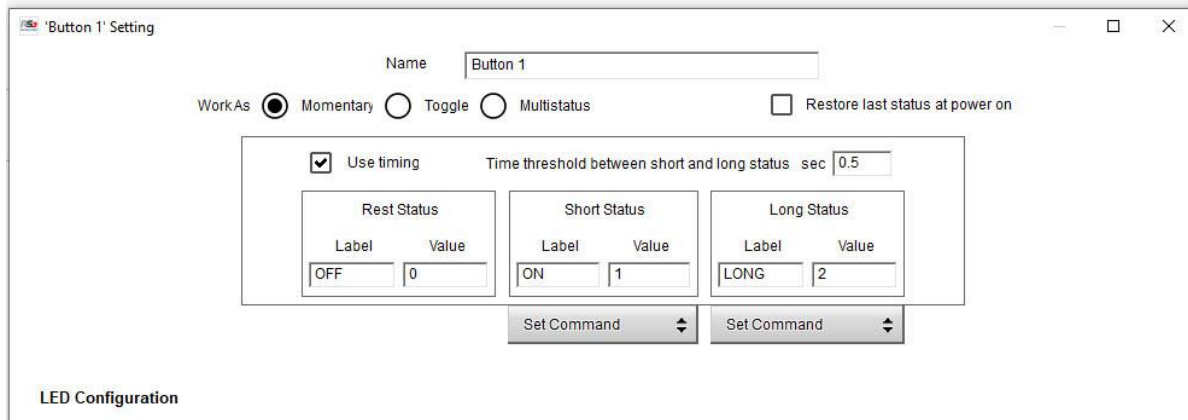 'Button 1' Setting
Name Button 1
Work As Momentary Toggle Multistatus Restore last status at power on
Use timing Time threshold between short and long status sec 0.5
Rest Status Short Status Long Status
Label Value Label Value Label Value
OFF 0 ON 1 LONG 2
Set Command Set Command
LED Configuration